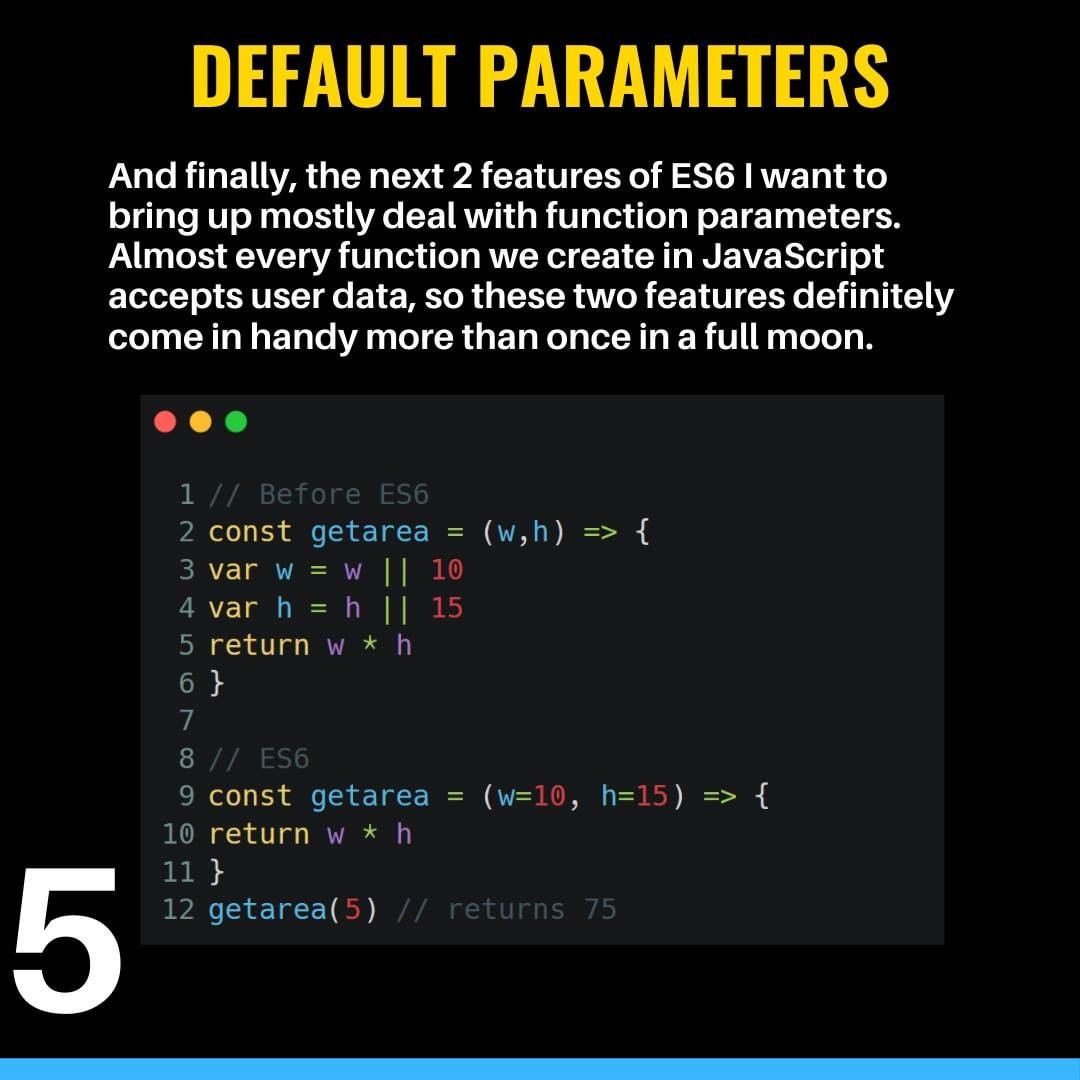 DEFAULT PARAMETERS
And finally, the next 2 features of ES6 I want to
bring up mostly deal with function parameters.
Almost every function we create in JavaScript
accepts user data, so these two features definitely
come in handy more than once in a full moon.
1 // Before ES6
2 const getarea = (w,h) => {
3 var w = w || 10
4 var h = h || 15
5 return w * h
6 }
7
8 // ES6
9 const getarea = (w=10, h=15) => {
10 return w * h
11 }
12 getarea(5) // returns 75
5